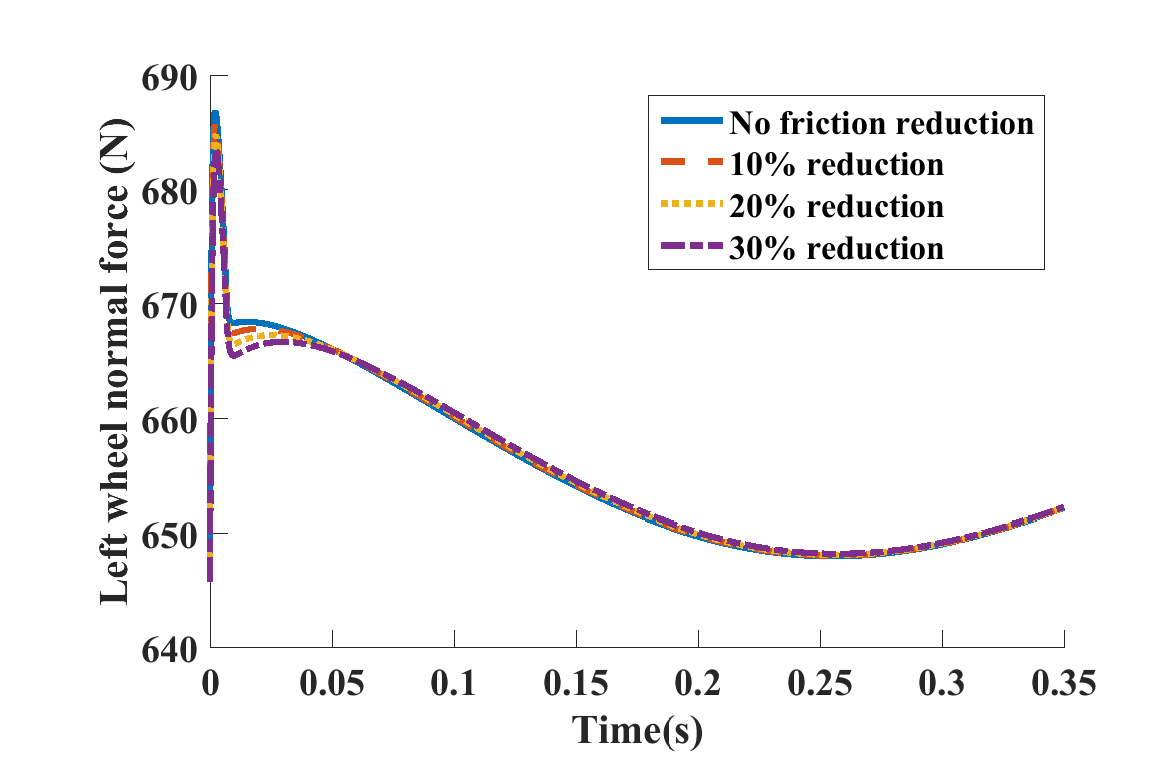 690
680
670
660
650
640
Left wheel normal force (N)
No friction reduction
10% reduction
20% reduction
30% reduction
0 0.05 0.1 0.15 0.2 0.25 0.3 0.35
Time(s)